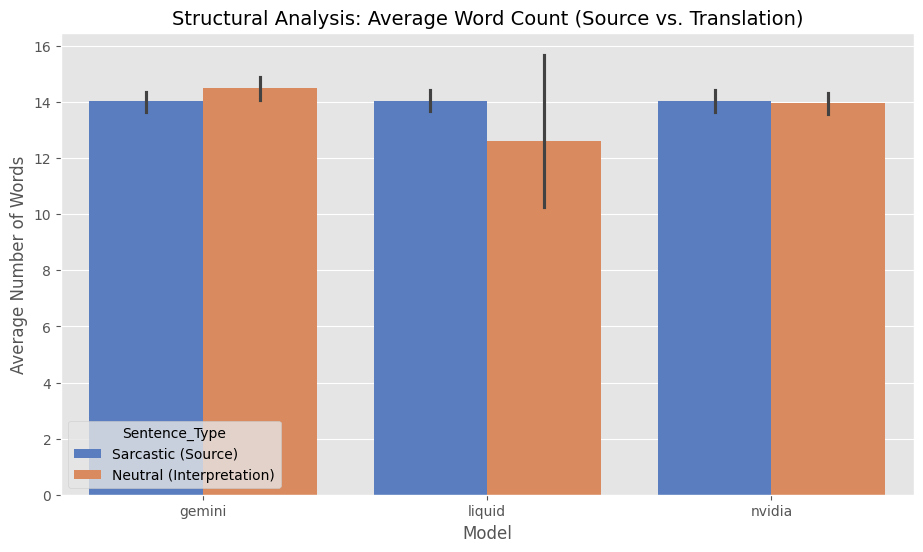 Structural Analysis: Average Word Count (Source vs. Translation)
Average Number of Words
16
14
12
10
8
6
4
2
0
Sentence_Type
Sarcastic (Source)
Neutral (Interpretation)
gemini
liquid
nvidia
Model